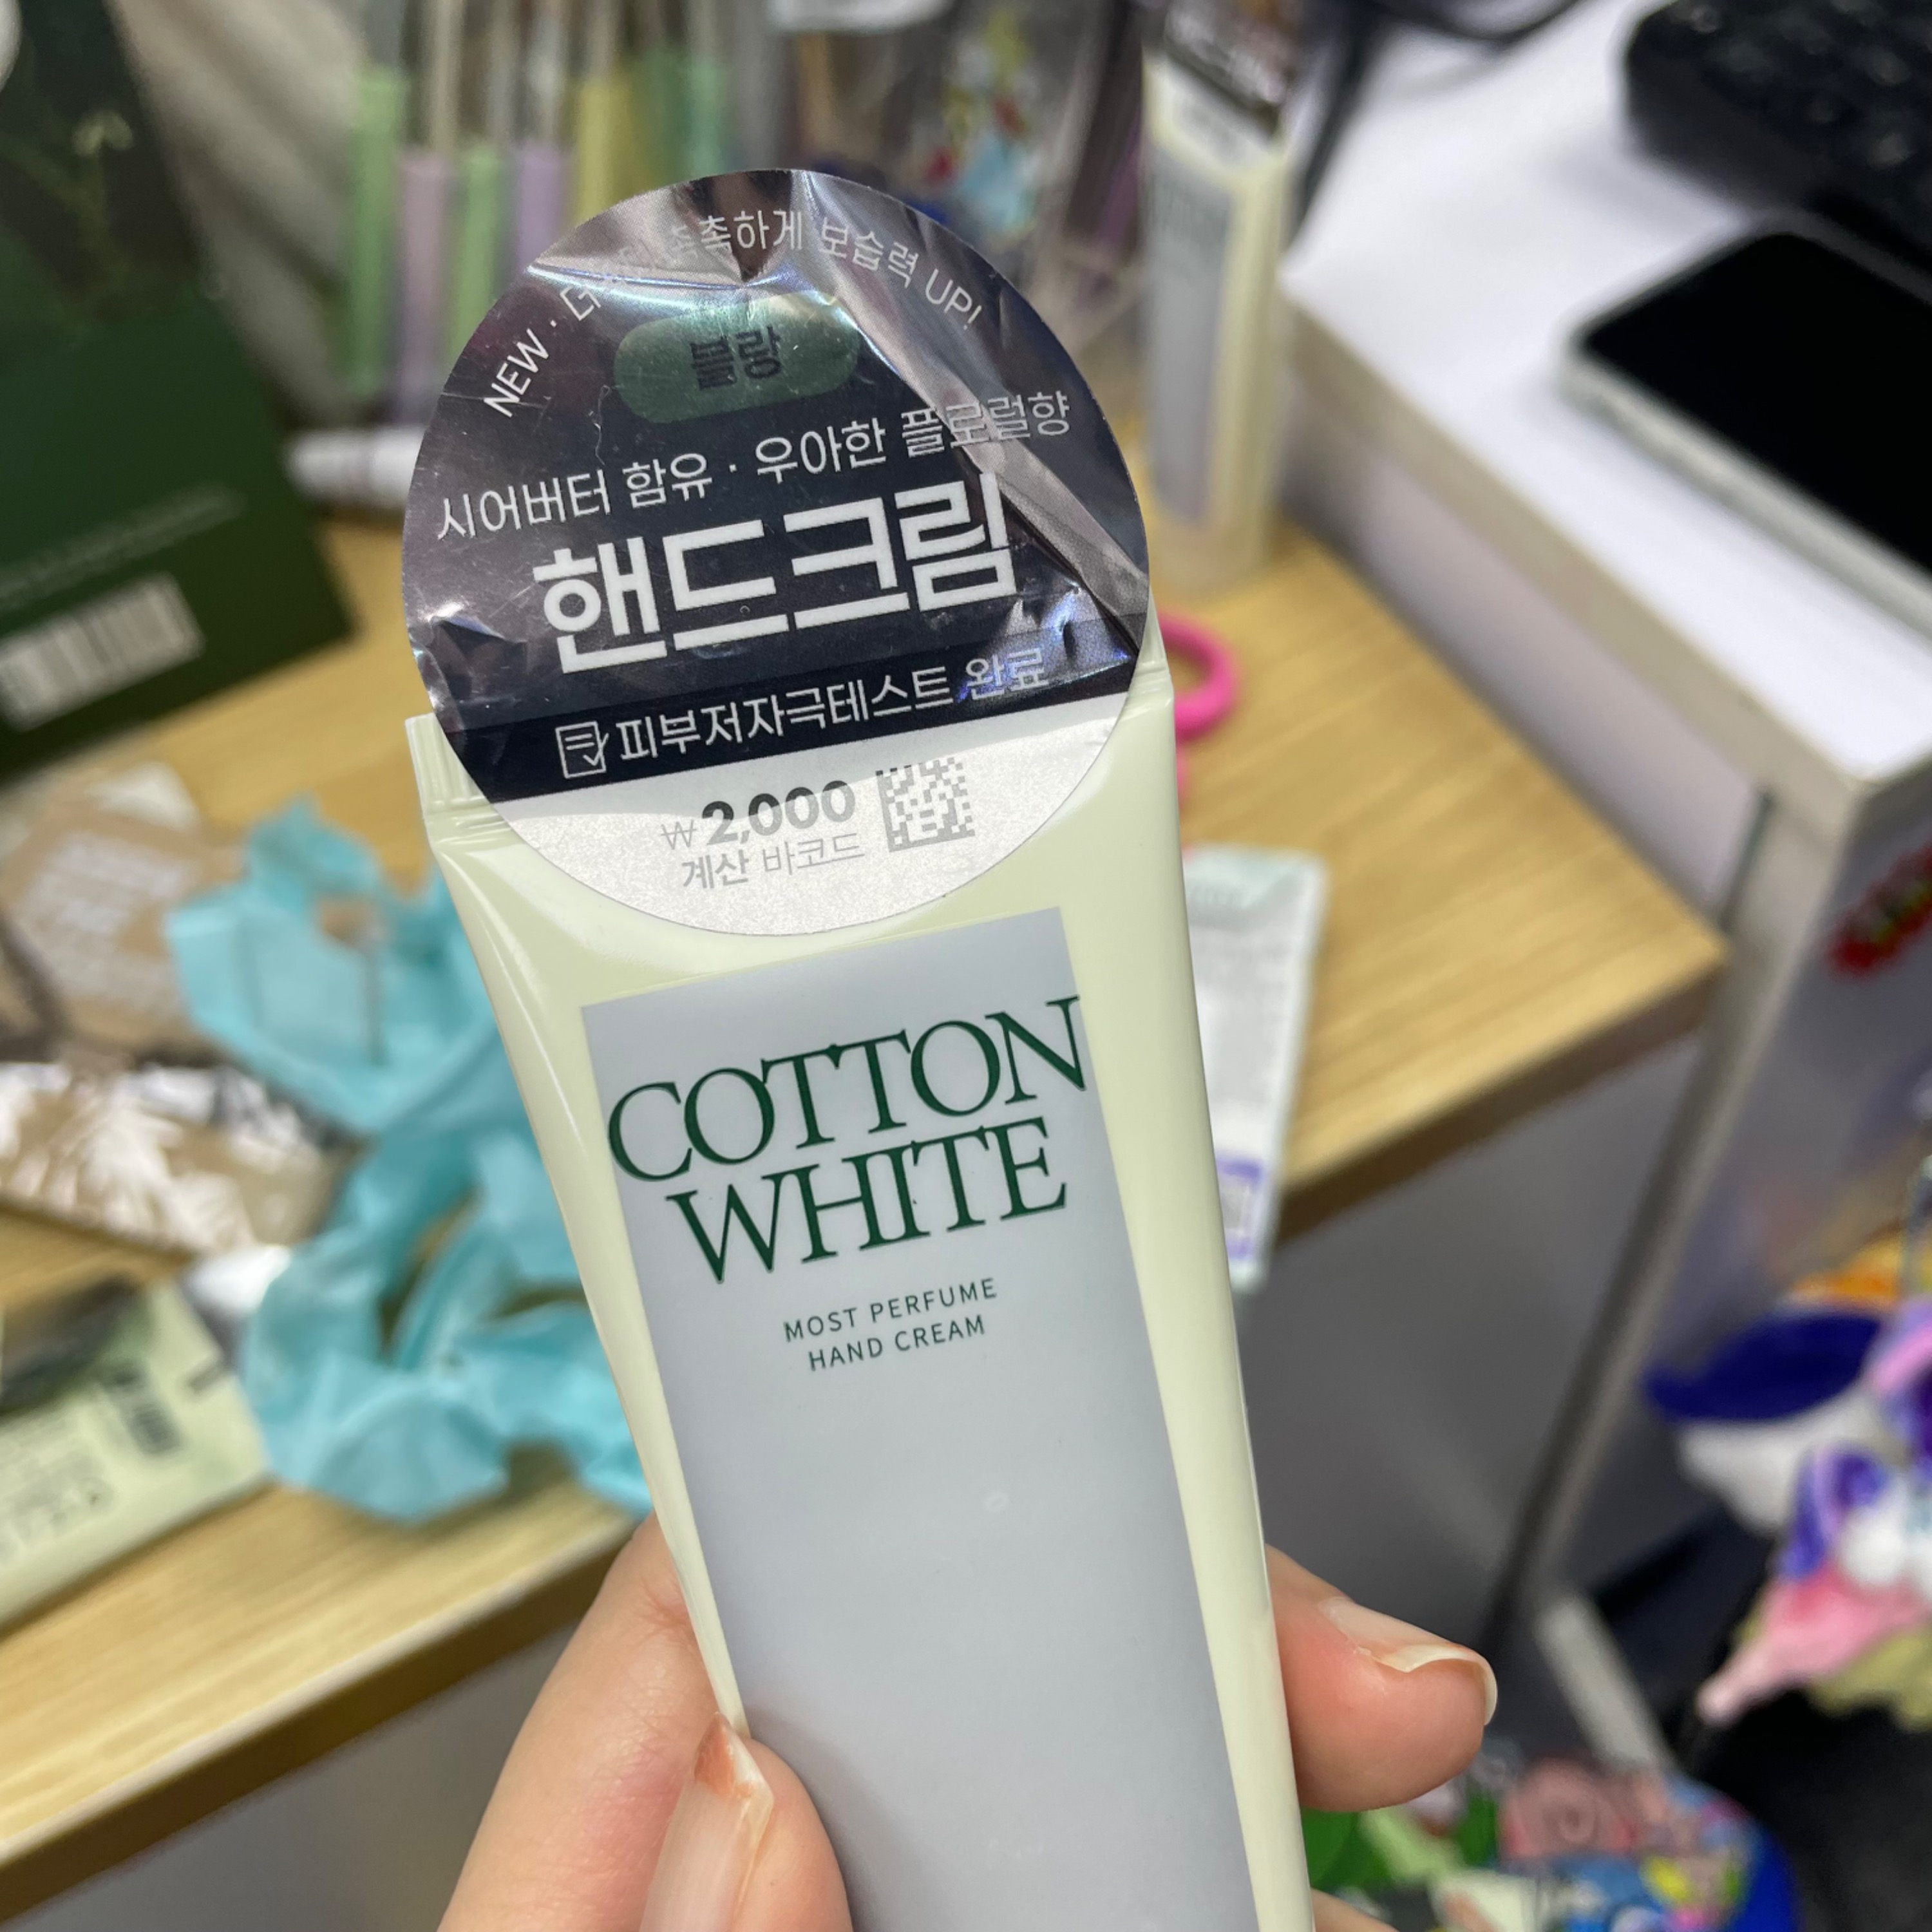 NEW · 촉촉하게 보습력 UP!
블랑
시어버터 함유 · 우아한 플로럴향
핸드크림
피부저자극테스트 완료
₩2,000
계산 바코드
COTTON
WHITE
MOST PERFUME
HAND CREAM